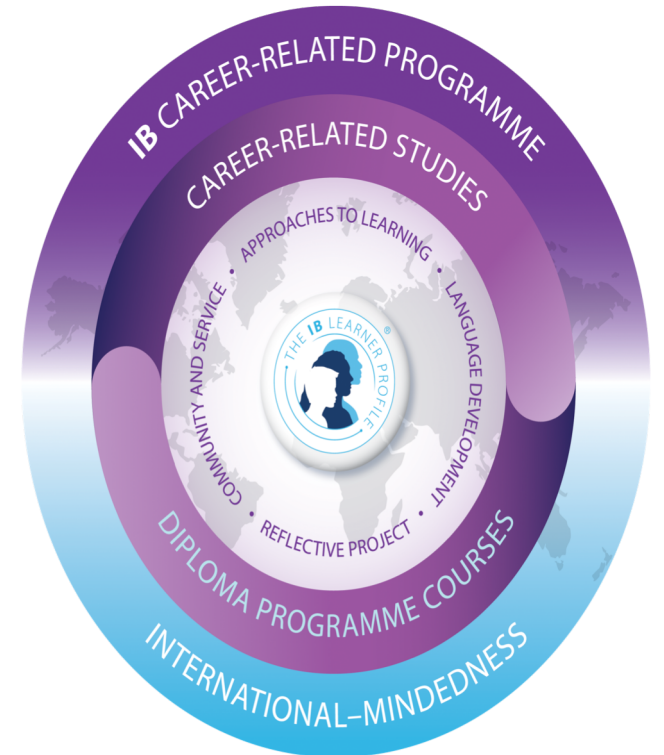 IB CAREER-RELATED PROGRAMME
CAREER-RELATED STUDIES
• APPROACHES TO LEARNING •
LANGUAGE DEVELOPMENT
COMMUNITY AND SERVICE
THE IB LEARNER PROFILE • ®
• REFLECTIVE PROJECT •
DIPLOMA PROGRAMME COURSES
INTERNATIONAL–MINDEDNESS